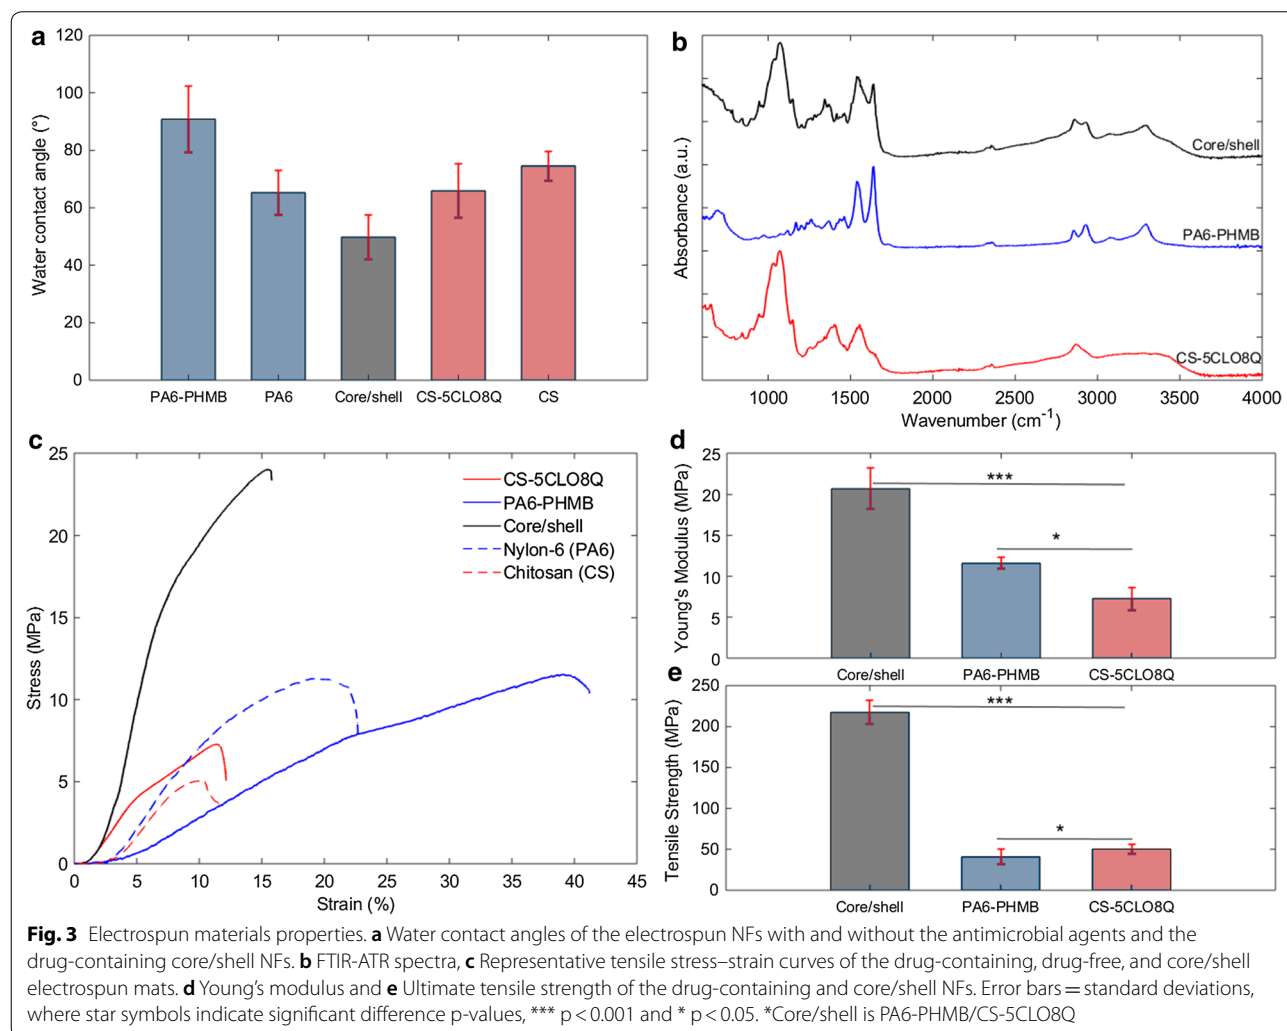 a
120
100
80
60
40
20
0
Water contact angle (°)
PA6-PHMB PA6 Core/shell CS-5CLO8Q CS
b
Absorbance (a.u.)
Core/shell
PA6-PHMB
CS-5CLO8Q
1000 1500 2000 2500 3000 3500 4000
Wavenumber (cm⁻¹)
c
25
20
15
10
5
0
Stress (MPa)
CS-5CLO8Q
PA6-PHMB
Core/shell
Nylon-6 (PA6)
Chitosan (CS)
0 5 10 15 20 25 30 35 40 45
Strain (%)
d
25
20
15
10
5
0
Young's Modulus (MPa)
***
*
Core/shell PA6-PHMB CS-5CLO8Q
e
250
200
150
100
50
0
Tensile Strength (MPa)
***
*
Core/shell PA6-PHMB CS-5CLO8Q
Fig. 3 Electrospun materials properties. a Water contact angles of the electrospun NFs with and without the antimicrobial agents and the
drug-containing core/shell NFs. b FTIR-ATR spectra, c Representative tensile stress–strain curves of the drug-containing, drug-free, and core/shell
electrospun mats. d Young's modulus and e Ultimate tensile strength of the drug-containing and core/shell NFs. Error bars = standard deviations,
where star symbols indicate significant difference p-values, *** p < 0.001 and * p < 0.05. *Core/shell is PA6-PHMB/CS-5CLO8Q